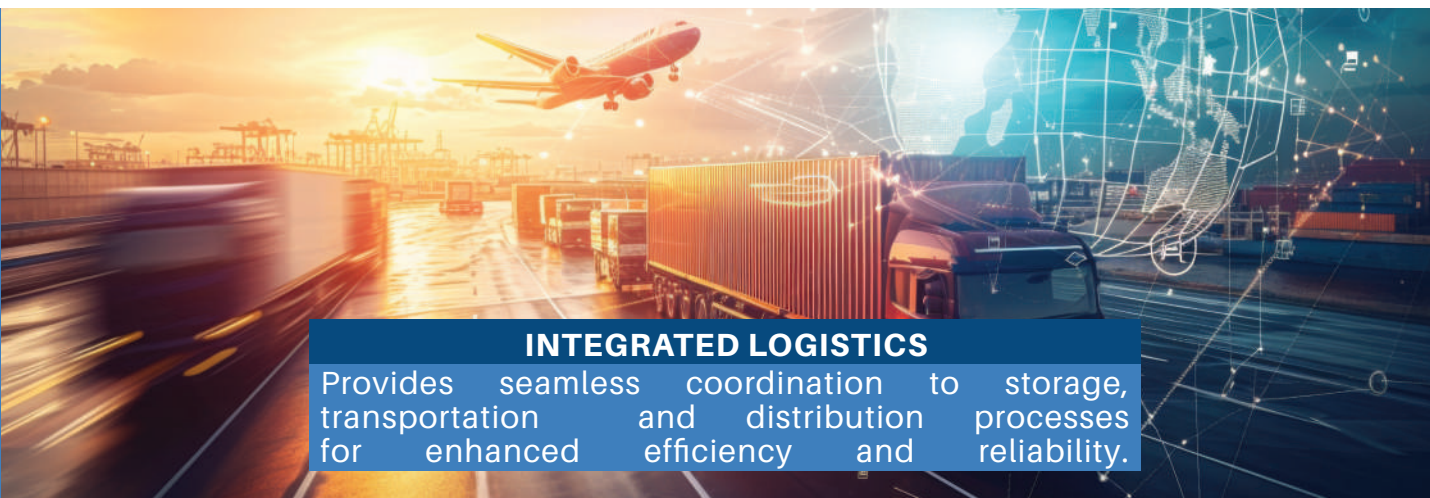 INTEGRATED LOGISTICS
Provides seamless coordination to storage,
transportation and distribution processes
for enhanced efficiency and reliability.